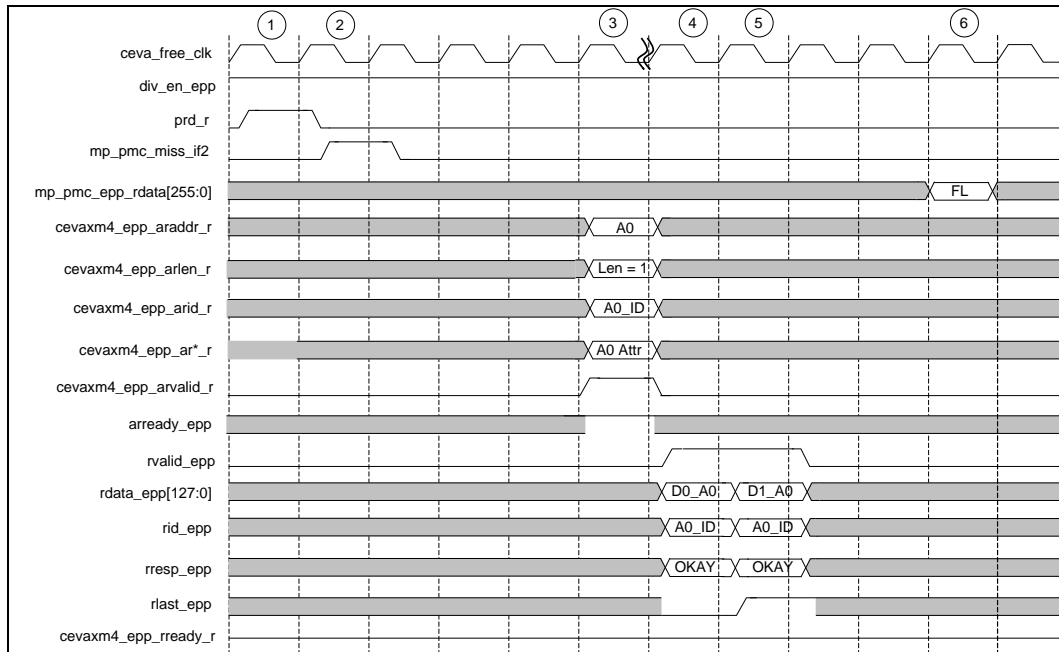 1 2 3 4 5 6
ceva_free_clk
div_en_epp
prd_r
mp_pmc_miss_if2
mp_pmc_epp_rdata[255:0] FL
cevaxm4_epp_araddr_r A0
cevaxm4_epp_arlen_r Len = 1
cevaxm4_epp_arid_r A0_ID
cevaxm4_epp_ar*_r A0 Attr
cevaxm4_epp_arvalid_r
arready_epp
rvalid_epp
rdata_epp[127:0] D0_A0 D1_A0
rid_epp A0_ID A0_ID
rresp_epp OKAY OKAY
rlast_epp
cevaxm4_epp_rready_r